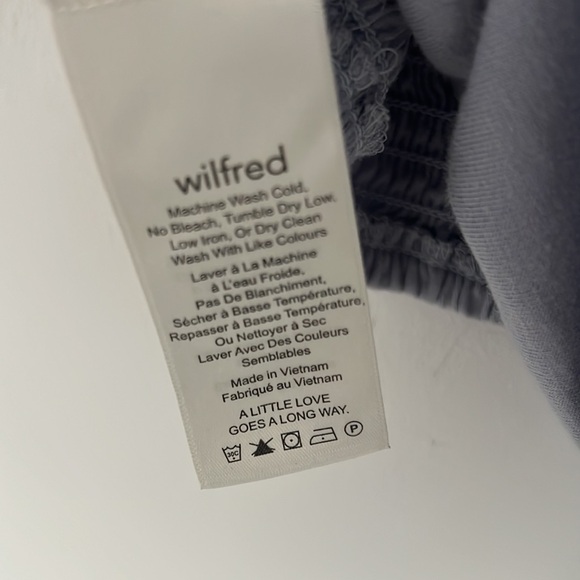 wilfred
Machine Wash Cold,
No Bleach, Tumble Dry Low,
Low Iron, Or Dry Clean
Wash With Like Colours
Laver à La Machine
à L'eau Froide,
Pas De Blanchiment,
Sécher à Basse Température,
Repasser à Basse Température,
Ou Nettoyer à Sec
Laver Avec Des Couleurs
Semblables
Made in Vietnam
Fabriqué au Vietnam
A LITTLE LOVE
GOES A LONG WAY.
30C P